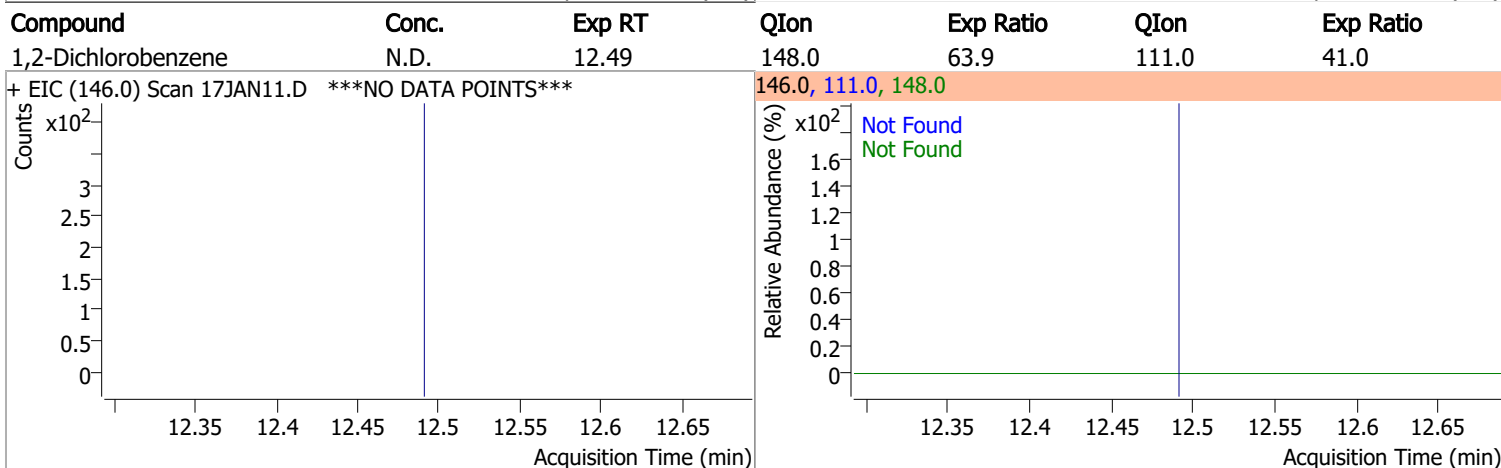 Compound Conc. Exp RT QIon Exp Ratio QIon Exp Ratio
1,2-Dichlorobenzene N.D. 12.49 148.0 63.9 111.0 41.0
+ EIC (146.0) Scan 17JAN11.D ***NO DATA POINTS***
Counts
x10²
3
2.5
2
1.5
1
0.5
0
12.35 12.4 12.45 12.5 12.55 12.6 12.65
Acquisition Time (min)
146.0, 111.0, 148.0
Relative Abundance (%)
x10²
Not Found
Not Found
1.6
1.4
1.2
1
0.8
0.6
0.4
0.2
0
12.35 12.4 12.45 12.5 12.55 12.6 12.65
Acquisition Time (min)